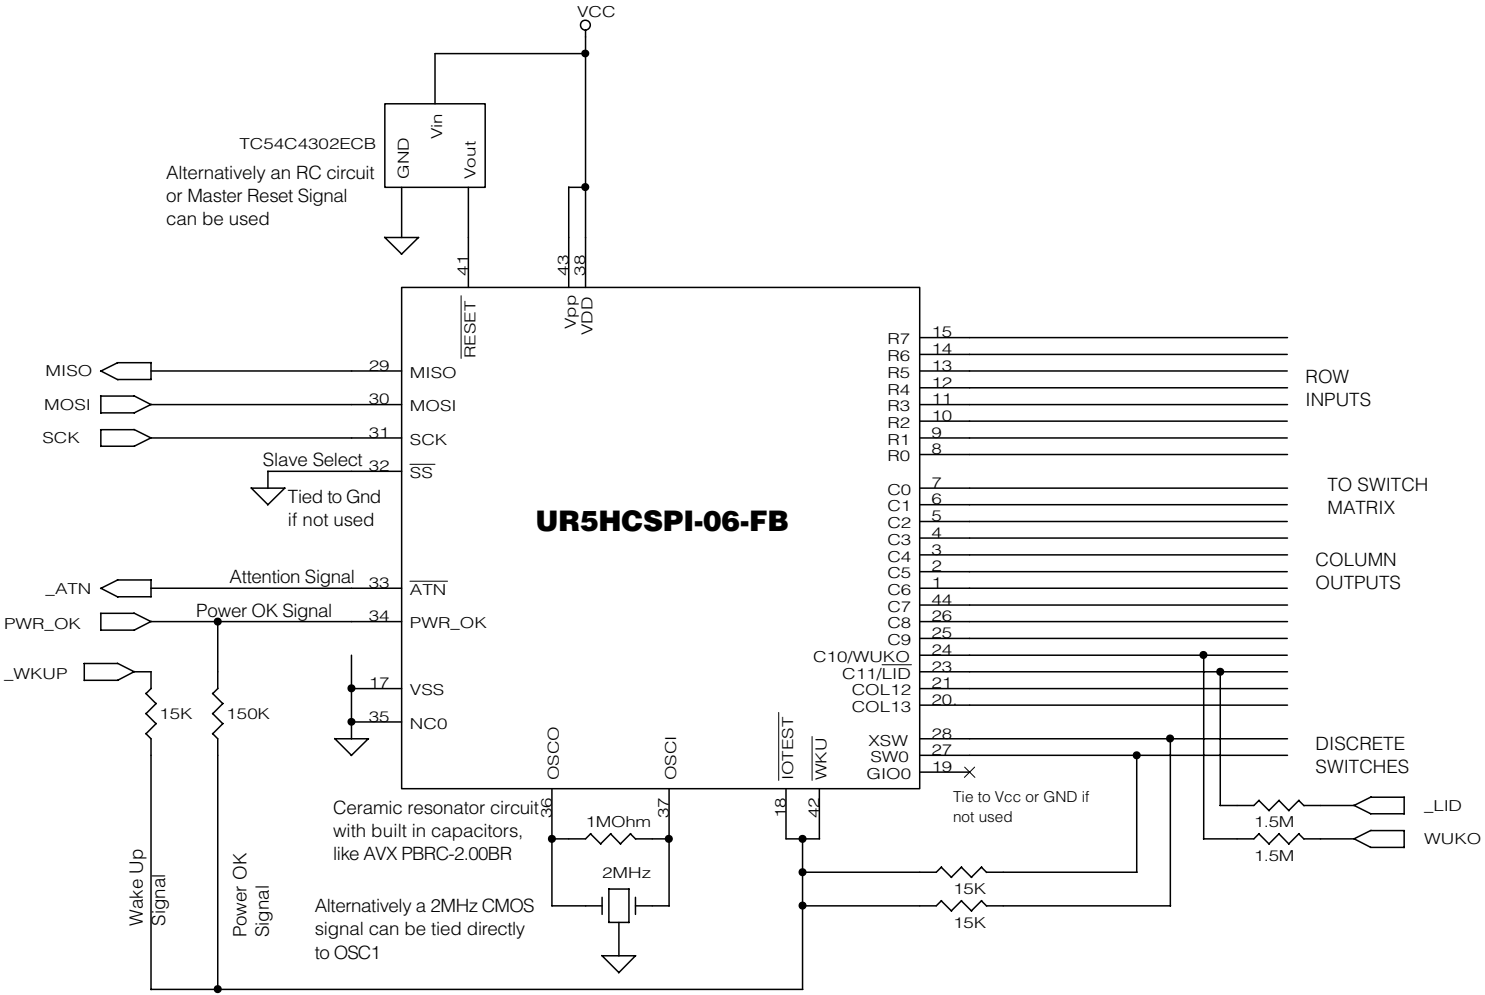 VCC
TC54C4302ECB
GND
Vin
Vout
Alternatively an RC circuit
or Master Reset Signal
can be used
41
43
38
RESET
Vpp
VDD
MISO
29
MISO
MOSI
30
MOSI
SCK
31
SCK
Slave Select
32
SS
Tied to Gnd
if not used
UR5HCSPI-06-FB
_ATN
Attention Signal
33
ATN
PWR_OK
Power OK Signal
34
PWR_OK
_WKUP
15K
150K
17
VSS
35
NC0
R7
15
R6
14
R5
13
R4
12
R3
11
R2
10
R1
9
R0
8
ROW
INPUTS
C0
7
C1
6
C2
5
C3
4
C4
3
C5
2
C6
1
C7
44
C8
26
C9
25
C10/WUKO
24
C11/LID
23
COL12
21
COL13
20
TO SWITCH
MATRIX
COLUMN
OUTPUTS
XSW
28
SW0
27
GIO0
19
DISCRETE
SWITCHES
Tie to Vcc or GND if
not used
OSCO
OSCI
IOTEST
WKU
36
37
18
42
Ceramic resonator circuit
with built in capacitors,
like AVX PBRC-2.00BR
1MOhm
2MHz
Alternatively a 2MHz CMOS
signal can be tied directly
to OSC1
Wake Up
Signal
Power OK
Signal
15K
15K
1.5M
_LID
1.5M
WUKO